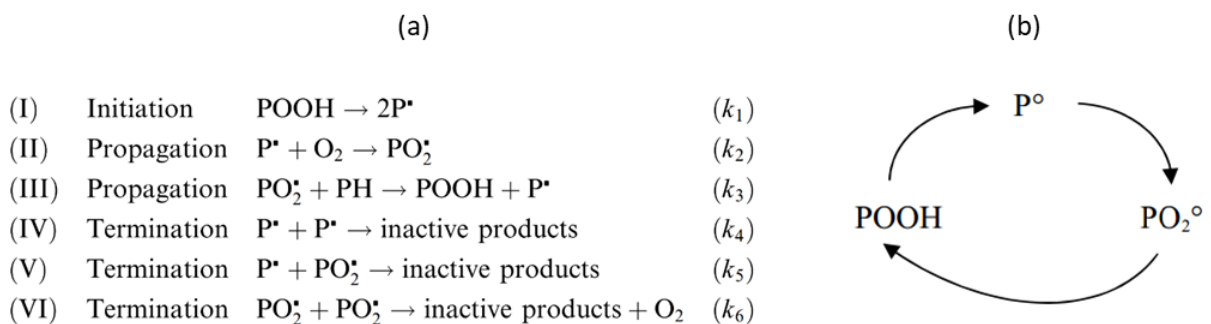 (a)
(I) Initiation POOH → 2P• (k₁)
(II) Propagation P• + O₂ → PO₂• (k₂)
(III) Propagation PO₂• + PH → POOH + P• (k₃)
(IV) Termination P• + P• → inactive products (k₄)
(V) Termination P• + PO₂• → inactive products (k₅)
(VI) Termination PO₂• + PO₂• → inactive products + O₂ (k₆)
(b)
P°
POOH
PO₂°